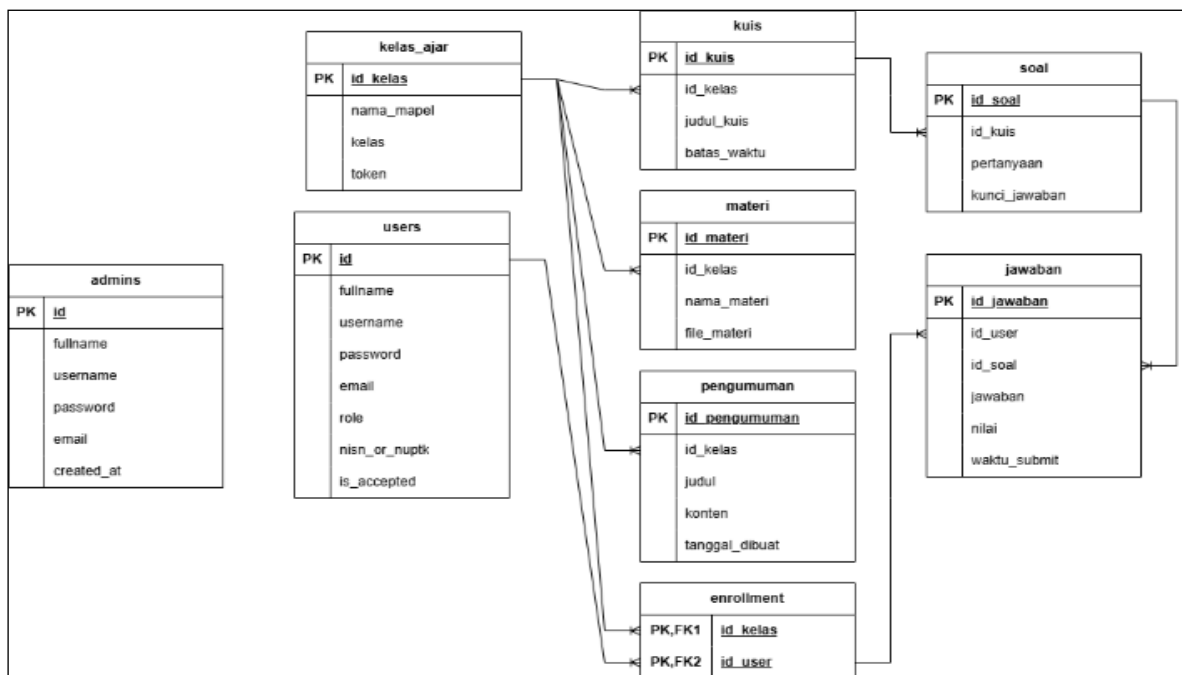 kelas_ajar
PK id_kelas
nama_mapel
kelas
token
users
PK id
fullname
username
password
email
role
nisn_or_nuptk
is_accepted
admins
PK id
fullname
username
password
email
created_at
kuis
PK id_kuis
id_kelas
judul_kuis
batas_waktu
materi
PK id_materi
id_kelas
nama_materi
file_materi
pengumuman
PK id_pengumuman
id_kelas
judul
konten
tanggal_dibuat
enrollment
PK,FK1 id_kelas
PK,FK2 id_user
soal
PK id_soal
id_kuis
pertanyaan
kunci_jawaban
jawaban
PK id_jawaban
id_user
id_soal
jawaban
nilai
waktu_submit